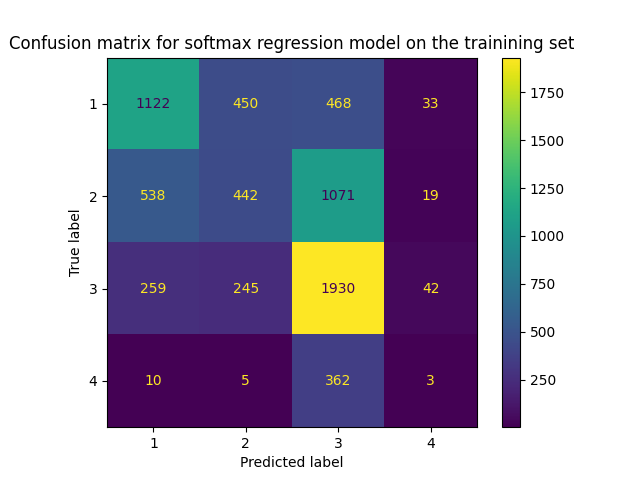 Confusion matrix for softmax regression model on the trainining set
1 1122 450 468 33
2 538 442 1071 19
3 259 245 1930 42
4 10 5 362 3
1 2 3 4
True label
Predicted label
1750
1500
1250
1000
750
500
250